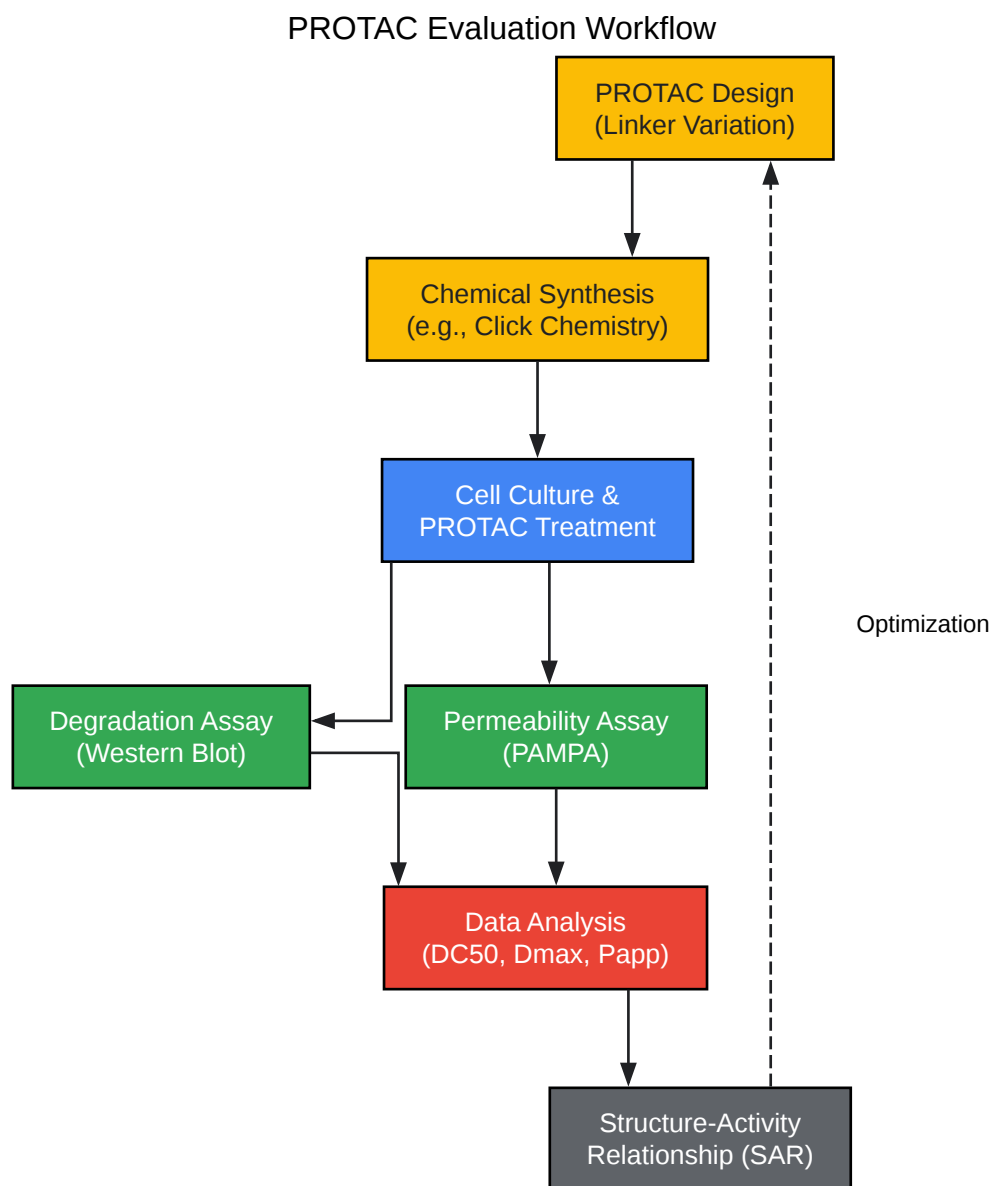 PROTAC Evaluation Workflow
PROTAC Design
(Linker Variation)
Chemical Synthesis
(e.g., Click Chemistry)
Cell Culture &
PROTAC Treatment
Optimization
Degradation Assay
(Western Blot)
Permeability Assay
(PAMPA)
Data Analysis
(DC50, Dmax, Papp)
Structure-Activity
Relationship (SAR)